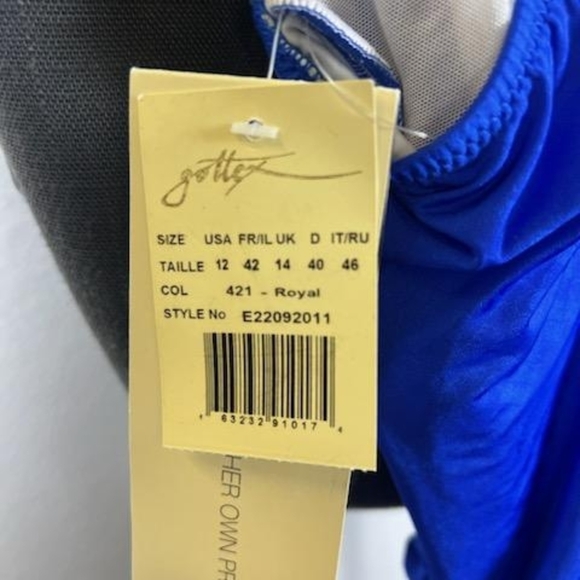 gottex
SIZE USA FR/IL UK D IT/RU
TAILLE 12 42 14 40 46
COL 421 - Royal
STYLE No E22092011
63232 91017 4
HER OWN PR